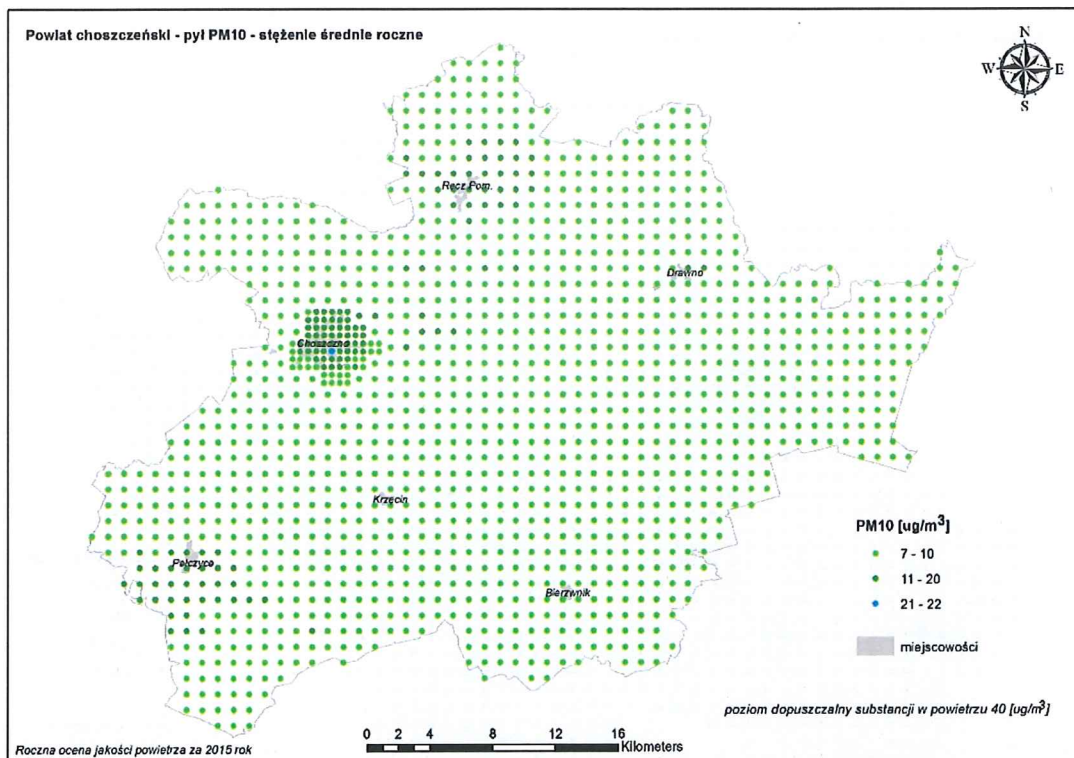 Powiat choszczeński - pył PM10 - stężenie średnie roczne
N
W E
S
Recz Pom.
Drawno
Choszczno
Krzęcin
Pełczyce
Bierzwnik
PM10 [ug/m³]
7 - 10
11 - 20
21 - 22
miejscowości
poziom dopuszczalny substancji w powietrzu 40 [ug/m³]
0 2 4 8 12 16
Kilometers
Roczna ocena jakości powietrza za 2015 rok